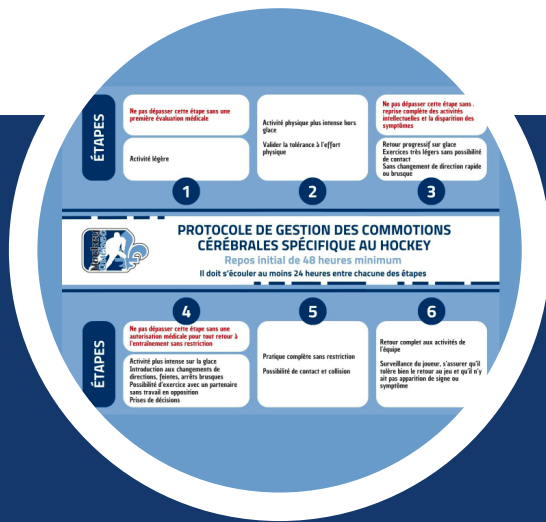 ÉTAPES
Ne pas dépasser cette étape sans une
première évaluation médicale
Activité légère
1
Activité physique plus intense hors
glace
Valider la tolérance à l'effort
physique
2
Ne pas dépasser cette étape sans .
reprise complète des activités
intellectuelles et la disparition des
symptômes
Retour progressif sur glace
Exercices très légers sans possibilité
de contact
Sans changement de direction rapide
ou brusque
3
PROTOCOLE DE GESTION DES COMMOTIONS
CÉRÉBRALES SPÉCIFIQUE AU HOCKEY
Repos initial de 48 heures minimum
Il doit s'écouler au moins 24 heures entre chacune des étapes
ÉTAPES
4
Ne pas dépasser cette étape sans une
autorisation médicale pour tout retour à
l'entraînement sans restriction
Activité plus intense sur la glace
Introduction aux changements de
directions, feintes, arrêts brusques
Possibilité d'exercice avec un partenaire
sans travail en opposition
Prises de décisions
5
Pratique complète sans restriction
Possibilité de contact et collision
6
Retour complet aux activités de
l'équipe
Surveillance du joueur, s'assurer qu'il
tolère bien le retour au jeu et qu'il n'y
ait pas apparition de signe ou
symptôme